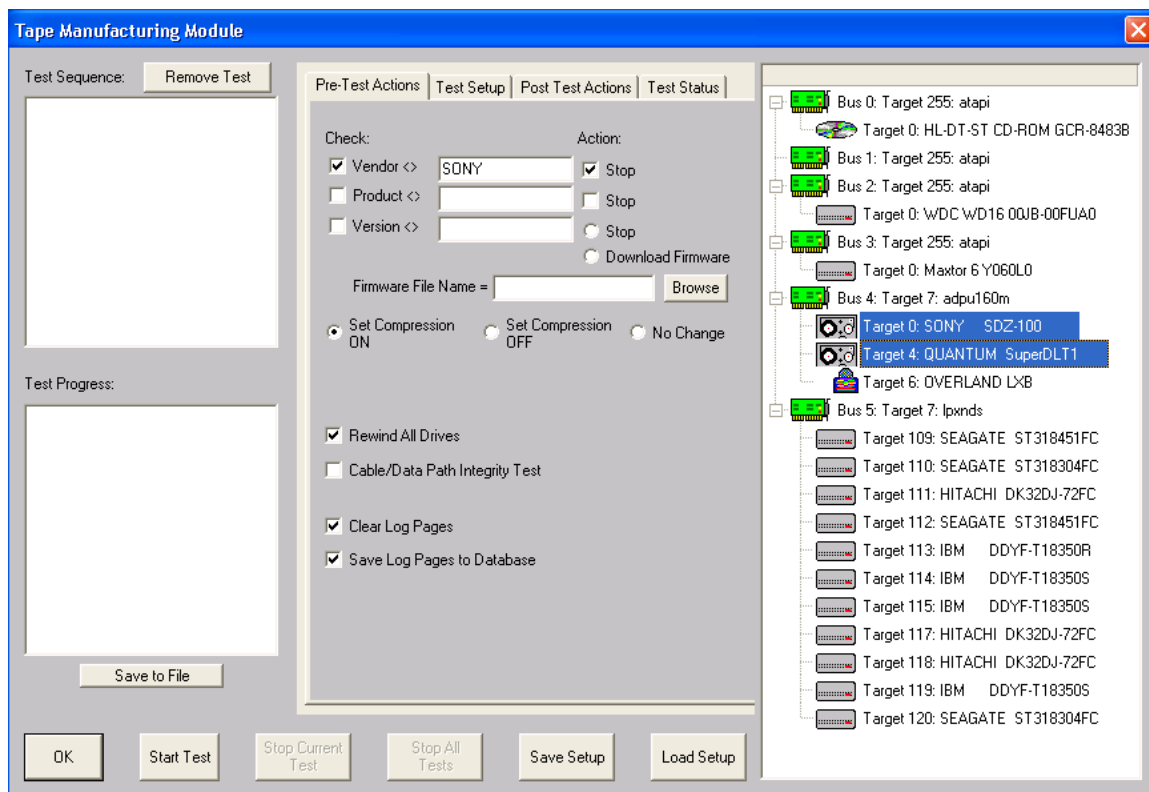 Tape Manufacturing Module
Test Sequence:
Remove Test
Test Progress:
Save to File
Pre-Test Actions
Test Setup
Post Test Actions
Test Status
Check:
Action:
Vendor <>
SONY
Stop
Product <>
Stop
Version <>
Stop
Download Firmware
Firmware File Name =
Browse
Set Compression ON
Set Compression OFF
No Change
Rewind All Drives
Cable/Data Path Integrity Test
Clear Log Pages
Save Log Pages to Database
Bus 0: Target 255: atapi
Target 0: HL-DT-ST CD-ROM GCR-8483B
Bus 1: Target 255: atapi
Bus 2: Target 255: atapi
Target 0: WDC WD16 00JB-00FUA0
Bus 3: Target 255: atapi
Target 0: Maxtor 6 Y060L0
Bus 4: Target 7: adpu160m
Target 0: SONY SDZ-100
Target 4: QUANTUM SuperDLT1
Target 6: OVERLAND LXB
Bus 5: Target 7: lpxnds
Target 109: SEAGATE ST318451FC
Target 110: SEAGATE ST318304FC
Target 111: HITACHI DK32DJ-72FC
Target 112: SEAGATE ST318451FC
Target 113: IBM DDYF-T18350R
Target 114: IBM DDYF-T18350S
Target 115: IBM DDYF-T18350S
Target 117: HITACHI DK32DJ-72FC
Target 118: HITACHI DK32DJ-72FC
Target 119: IBM DDYF-T18350S
Target 120: SEAGATE ST318304FC
OK
Start Test
Stop Current Test
Stop All Tests
Save Setup
Load Setup